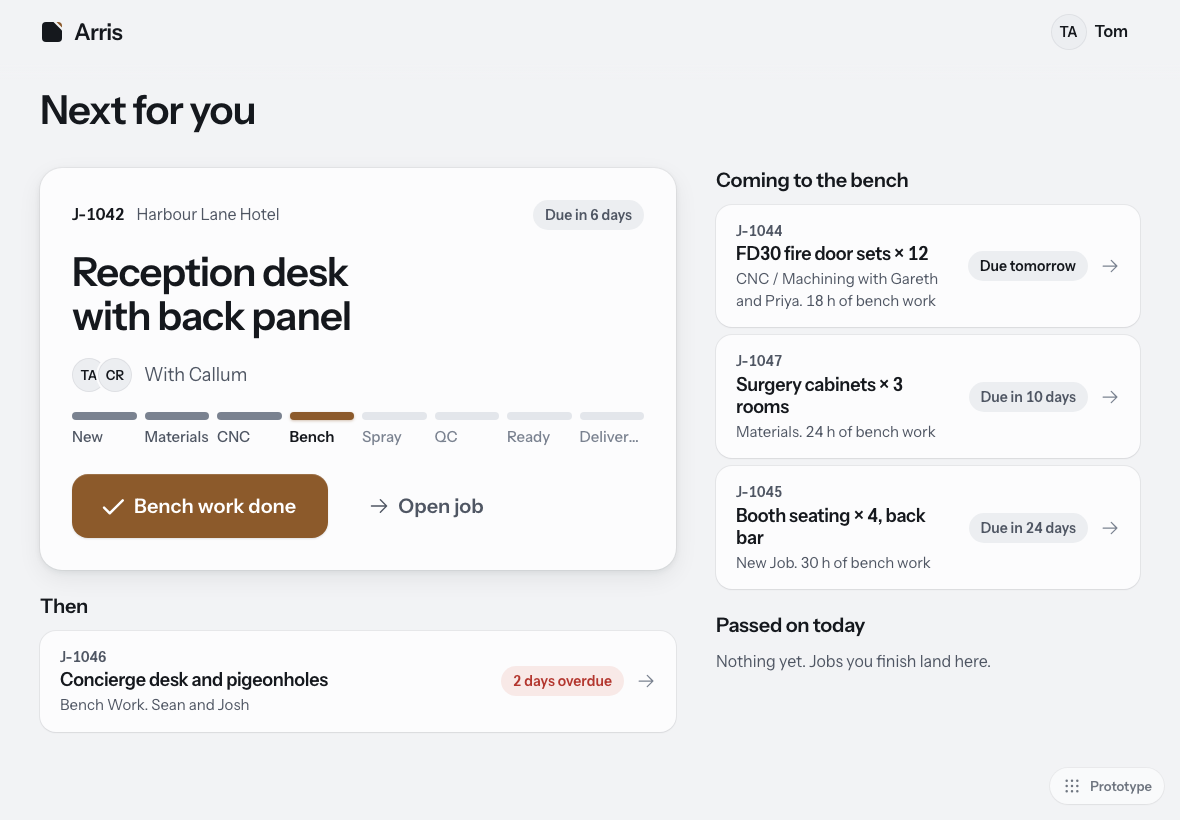 Arris
TA Tom
Next for you
J-1042 Harbour Lane Hotel
Due in 6 days
Reception desk
with back panel
TA CR With Callum
New Materials CNC Bench Spray QC Ready Deliver...
Bench work done
Open job
Then
J-1046
Concierge desk and pigeonholes
Bench Work. Sean and Josh
2 days overdue
Coming to the bench
J-1044
FD30 fire door sets × 12
CNC / Machining with Gareth
and Priya. 18 h of bench work
Due tomorrow
J-1047
Surgery cabinets × 3
rooms
Materials. 24 h of bench work
Due in 10 days
J-1045
Booth seating × 4, back
bar
New Job. 30 h of bench work
Due in 24 days
Passed on today
Nothing yet. Jobs you finish land here.
Prototype